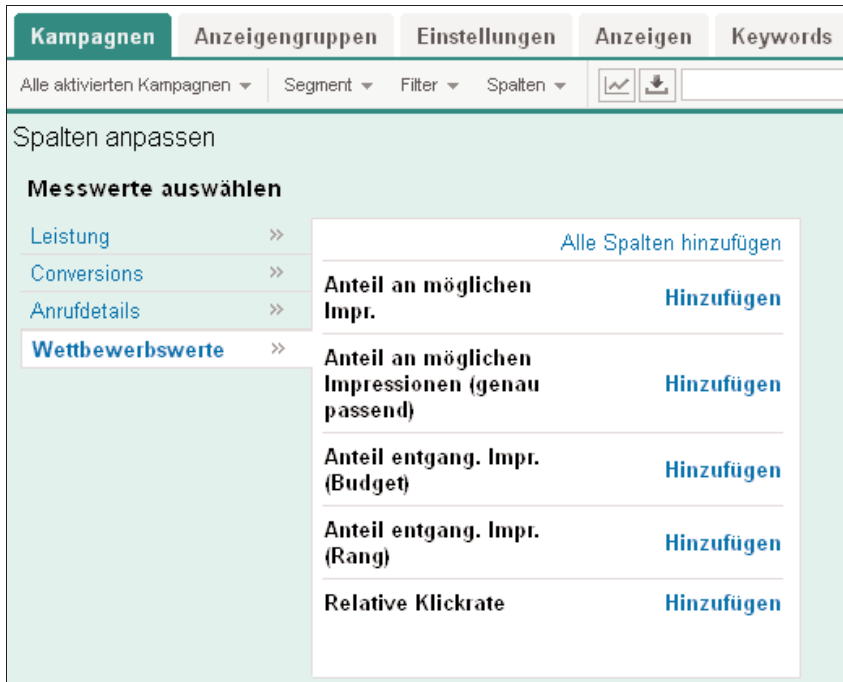 Kampagnen Anzeigengruppen Einstellungen Anzeigen Keywords
Alle aktivierten Kampagnen Segment Filter Spalten
Spalten anpassen
Messwerte auswählen
Leistung »
Conversions »
Anrufdetails »
Wettbewerbswerte »
Alle Spalten hinzufügen
Anteil an möglichen
Impr.
Hinzufügen
Anteil an möglichen
Impressionen (genau
passend)
Hinzufügen
Anteil entgang. Impr.
(Budget)
Hinzufügen
Anteil entgang. Impr.
(Rang)
Hinzufügen
Relative Klickrate Hinzufügen